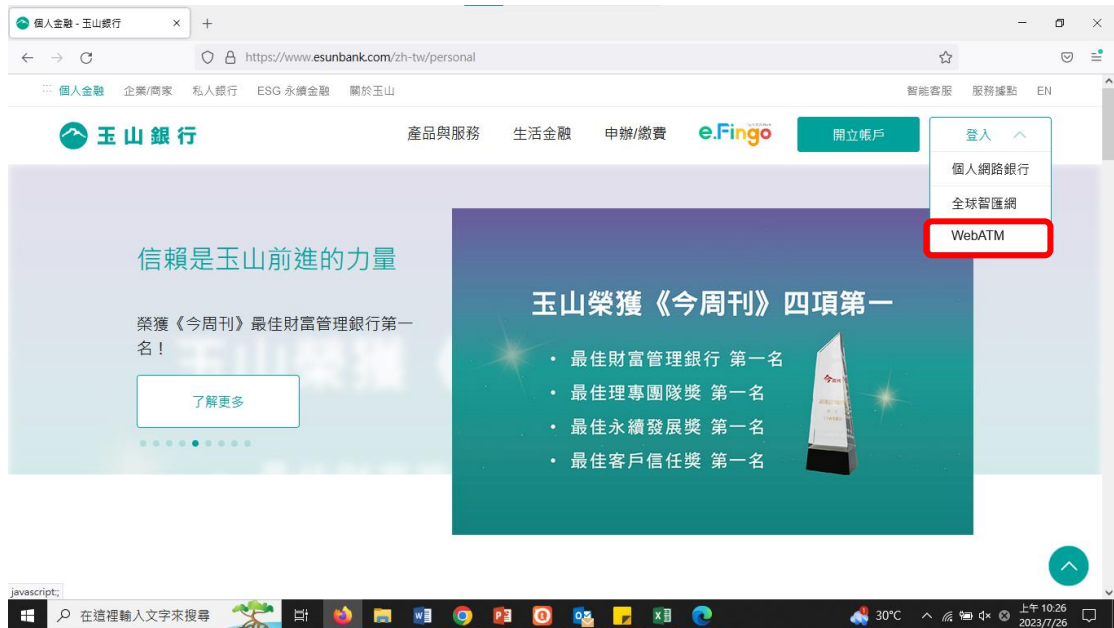 個人金融 - 玉山銀行
https://www.esunbank.com/zh-tw/personal
個人金融 企業/商家 私人銀行 ESG 永續金融 關於玉山 智能客服 服務據點 EN
玉山銀行 產品與服務 生活金融 申辦/繳費 e.Fingo 開立帳戶 登入
個人網路銀行
全球智匯網
WebATM
信賴是玉山前進的力量
榮獲《今周刊》最佳財富管理銀行第一
名！
了解更多
玉山榮獲《今周刊》四項第一
• 最佳財富管理銀行 第一名
• 最佳理專團隊獎 第一名
• 最佳永續發展獎 第一名
• 最佳客戶信任獎 第一名
javascript:;
在這裡輸入文字來搜尋
30°C
上午 10:26
2023/7/26